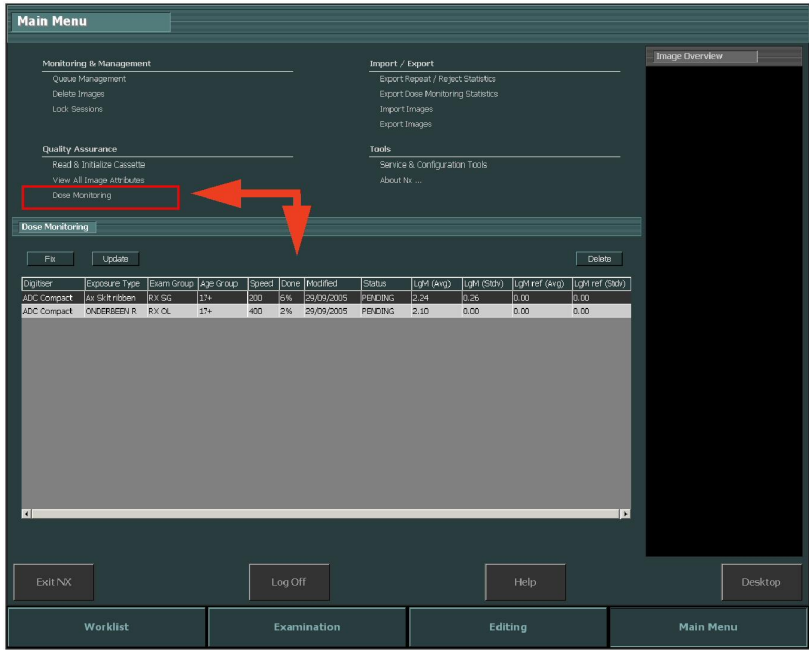 Main Menu
Image Overview
Monitoring & Management
Queue Management
Delete Images
Lock Sessions
Import / Export
Export Repeat / Reject Statistics
Export Dose Monitoring Statistics
Import Images
Export Images
Quality Assurance
Read & Initialize Cassette
View All Image Attributes
Dose Monitoring
Tools
Service & Configuration Tools
About Nx ...
Dose Monitoring
Fix Update Delete
Digitiser Exposure Type Exam Group Age Group Speed Done Modified Status LgM (Avg) LgM (Stdv) LgM ref (Avg) LgM ref (Stdv)
ADC Compact Ax Sk lt ribben RX SG 17+ 200 6% 29/09/2005 PENDING 2.24 0.26 0.00 0.00
ADC Compact ONDERBEEN R RX OL 17+ 400 2% 29/09/2005 PENDING 2.10 0.00 0.00 0.00
Exit NX Log Off Help Desktop
Worklist Examination Editing Main Menu